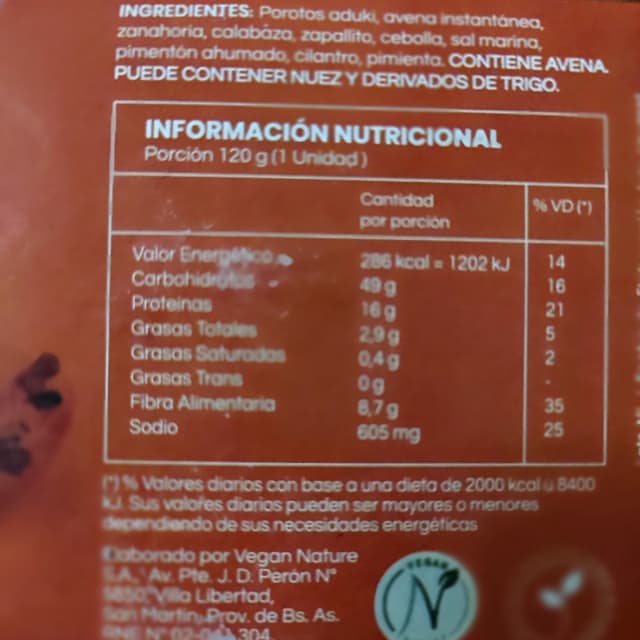 INGREDIENTES: Porotos aduki, avena instantánea,
zanahoria, calabaza, zapallito, cebolla, sal marina,
pimentón ahumado, cilantro, pimienta. CONTIENE AVENA.
PUEDE CONTENER NUEZ Y DERIVADOS DE TRIGO.
INFORMACIÓN NUTRICIONAL
Porción 120 g (1 Unidad)
Cantidad por porción % VD (*)
Valor Energético 286 kcal = 1202 kJ 14
Carbohidratos 49 g 16
Proteínas 16 g 21
Grasas Totales 2,9 g 5
Grasas Saturadas 0,4 g 2
Grasas Trans 0 g -
Fibra Alimentaria 8,7 g 35
Sodio 605 mg 25
(*) % Valores diarios con base a una dieta de 2000 kcal u 8400
kJ. Sus valores diarios pueden ser mayores o menores
dependiendo de sus necesidades energéticas
Elaborado por Vegan Nature
S.A. Av. Pte. J. D. Perón N°
Villa Libertad,
San Martín, Prov. de Bs. As.
RNE N° 304
VEGAN